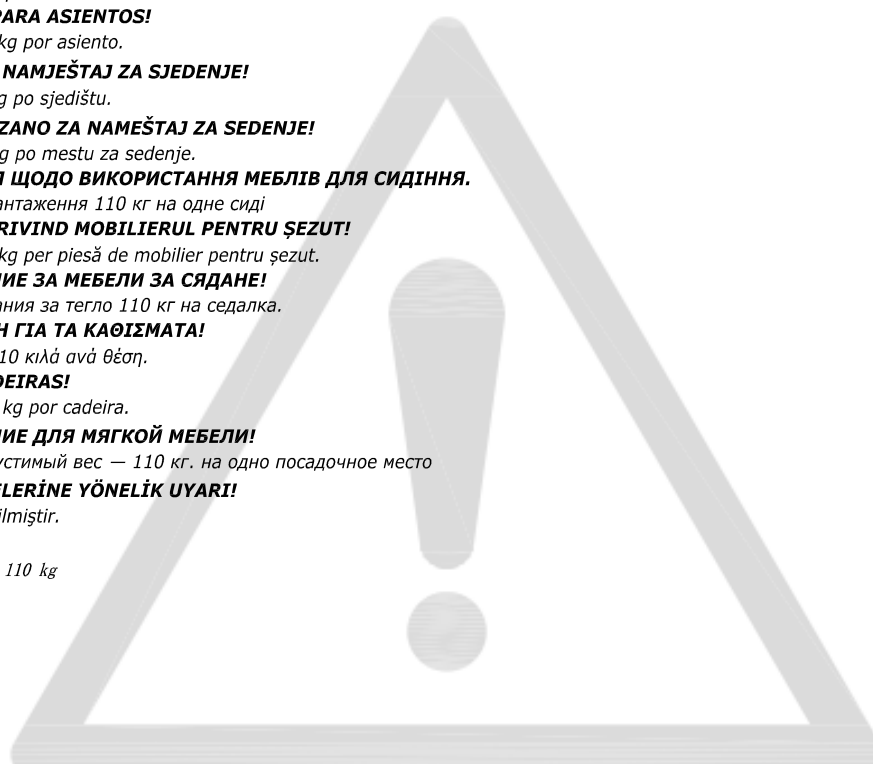 PARA ASIENTOS!
kg por asiento.
NAMJEŠTAJ ZA SJEDENJE!
g po sjedištu.
ZANO ZA NAMEŠTAJ ZA SEDENJE!
g po mestu za sedenje.
Я ЩОДО ВИКОРИСТАННЯ МЕБЛІВ ДЛЯ СИДІННЯ.
антаження 110 кг на одне сиді
RIVIND MOBILIERUL PENTRU ȘEZUT!
kg per piesă de mobilier pentru șezut.
ИЕ ЗА МЕБЕЛИ ЗА СЯДАНЕ!
ания за тегло 110 кг на седалка.
Η ΓΙΑ ΤΑ ΚΑΘΙΣΜΑΤΑ!
10 κιλά ανά θέση.
DEIRAS!
kg por cadeira.
ИЕ ДЛЯ МЯГКОЙ МЕБЕЛИ!
устимый вес — 110 кг. на одно посадочное место
LERİNE YÖNELİK UYARI!
ilmiştir.
110 kg